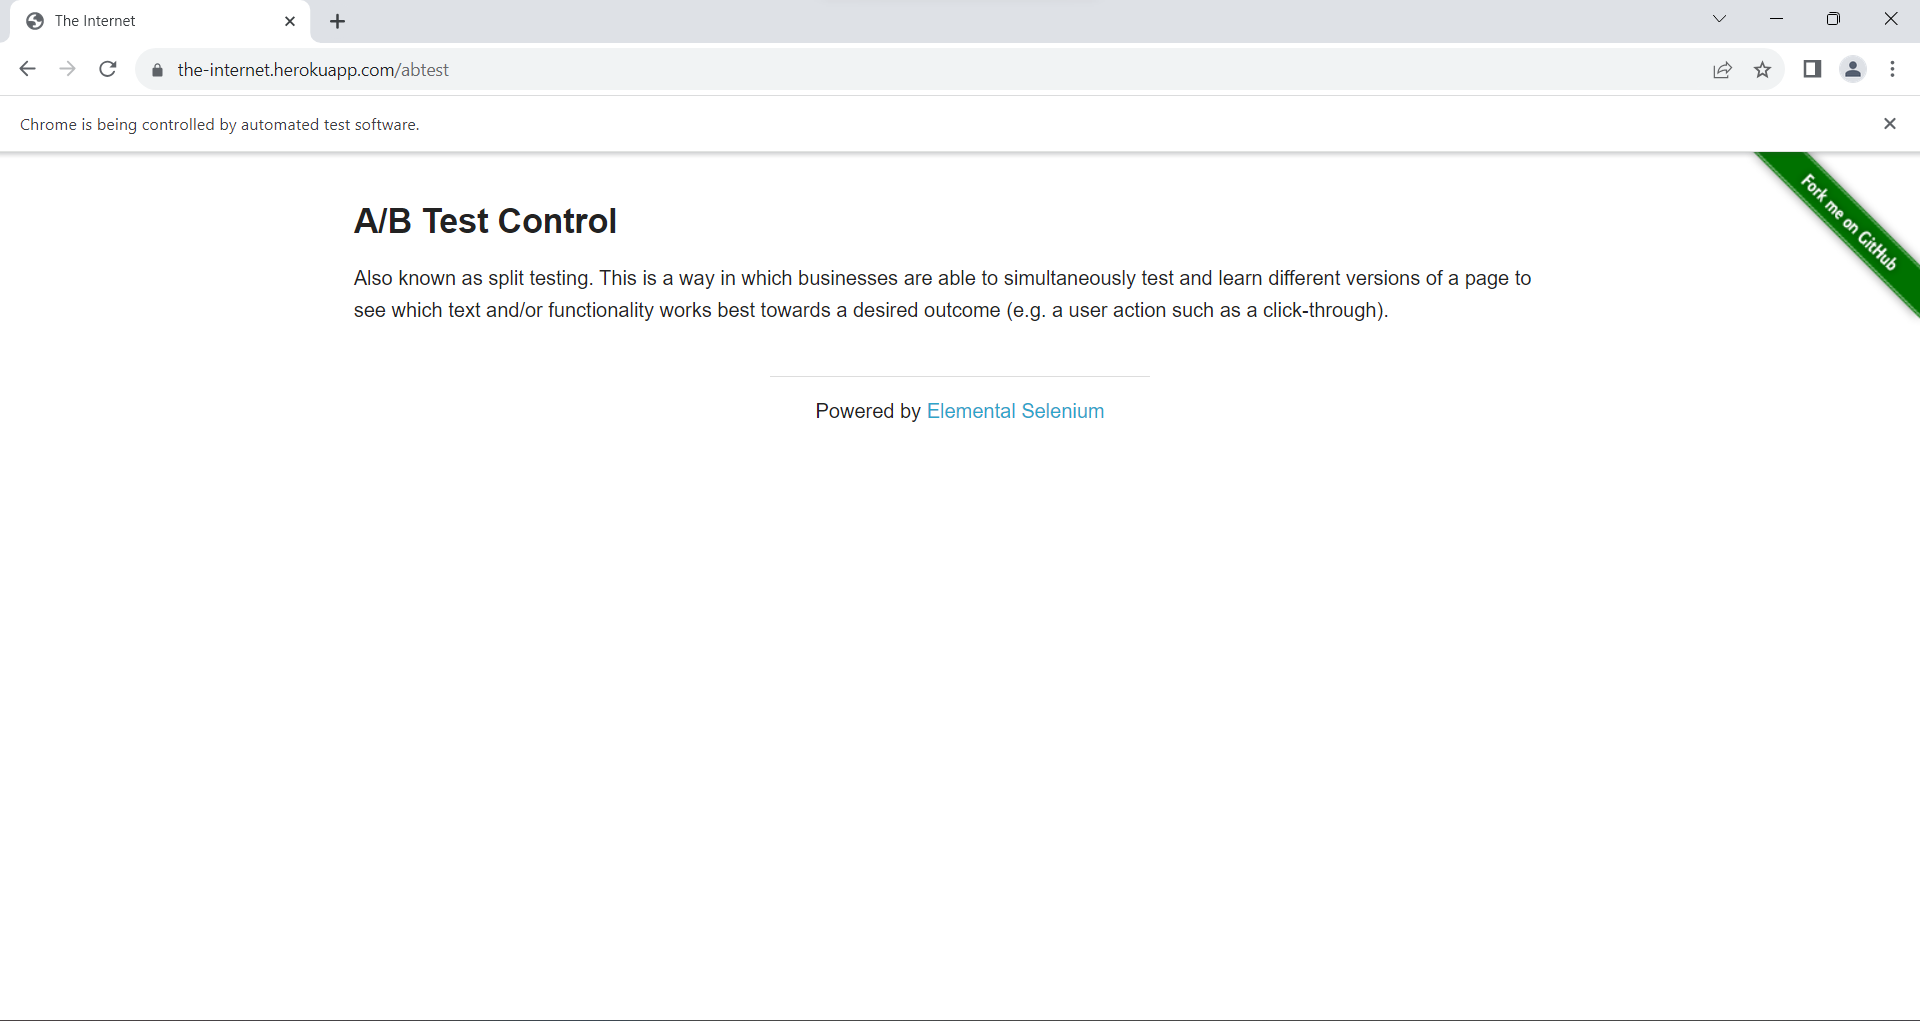 The Internet
the-internet.herokuapp.com/abtest
Chrome is being controlled by automated test software.
Fork me on GitHub
A/B Test Control
Also known as split testing. This is a way in which businesses are able to simultaneously test and learn different versions of a page to
see which text and/or functionality works best towards a desired outcome (e.g. a user action such as a click-through).
Powered by Elemental Selenium